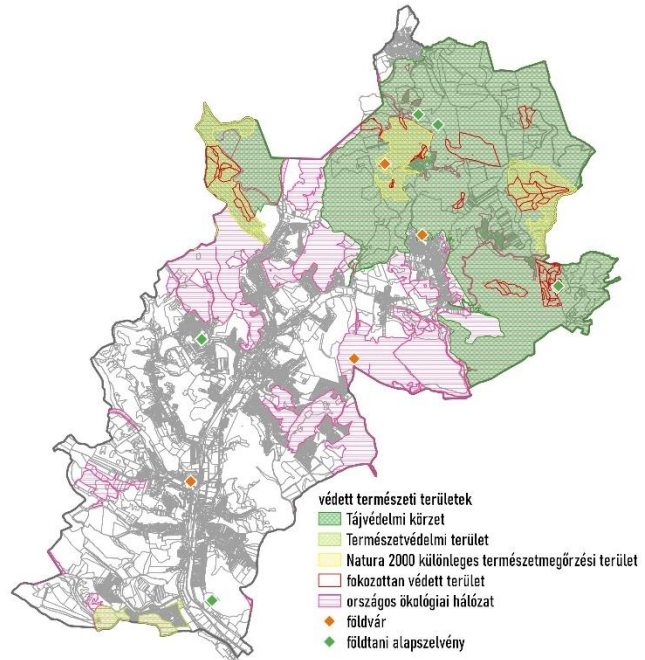 védett természeti területek
Tájvédelmi körzet
Természetvédelmi terület
Natura 2000 különleges természetmegőrzési terület
fokozottan védett terület
országos ökológiai hálózat
földvár
földtani alapszelvény